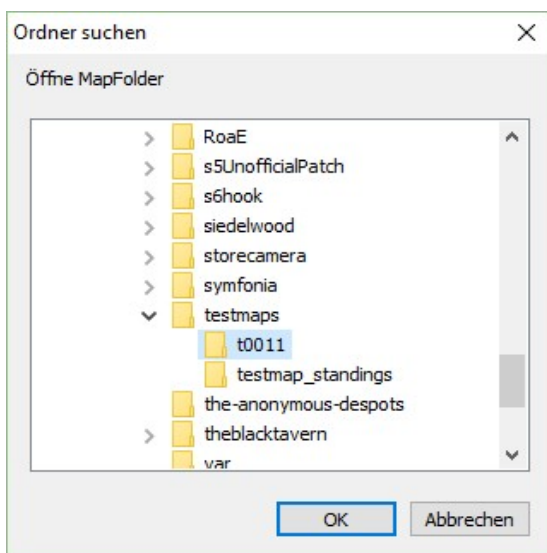 Ordner suchen
Öffne MapFolder
RoaE
s5UnofficialPatch
s6hook
siedelwood
storecamera
symfonia
testmaps
t0011
testmap_standings
the-anonymous-despots
theblacktavern
var
OK Abbrechen